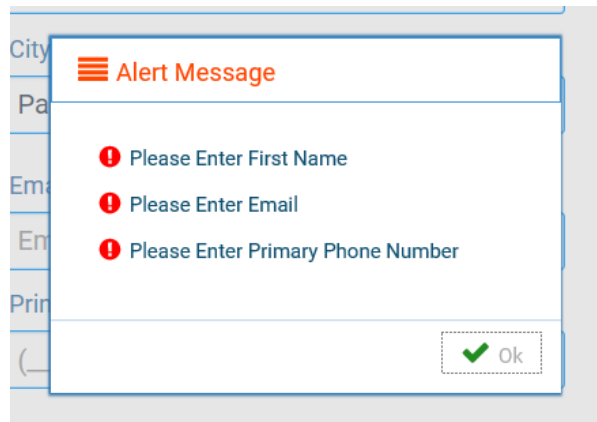 City
Alert Message
Pa
Please Enter First Name
Ema
Please Enter Email
Em
Please Enter Primary Phone Number
Prin
(__
Ok